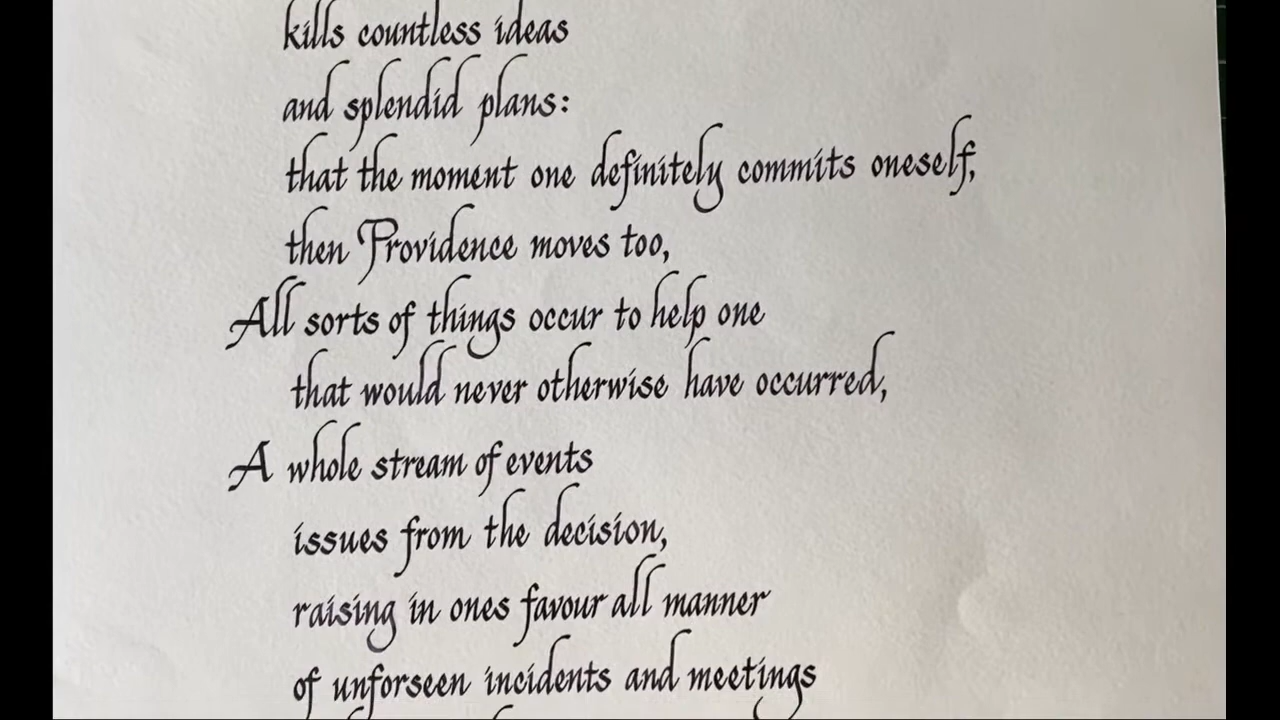 kills countless ideas
and splendid plans:
that the moment one definitely commits oneself,
then Providence moves too,
All sorts of things occur to help one
that would never otherwise have occurred,
A whole stream of events
issues from the decision,
raising in ones favour all manner
of unforseen incidents and meetings